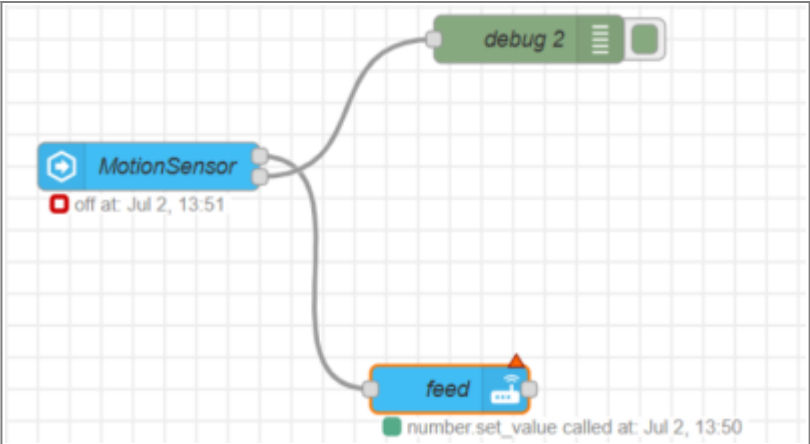 debug 2
MotionSensor
off at: Jul 2, 13:51
feed
number.set_value called at: Jul 2, 13:50